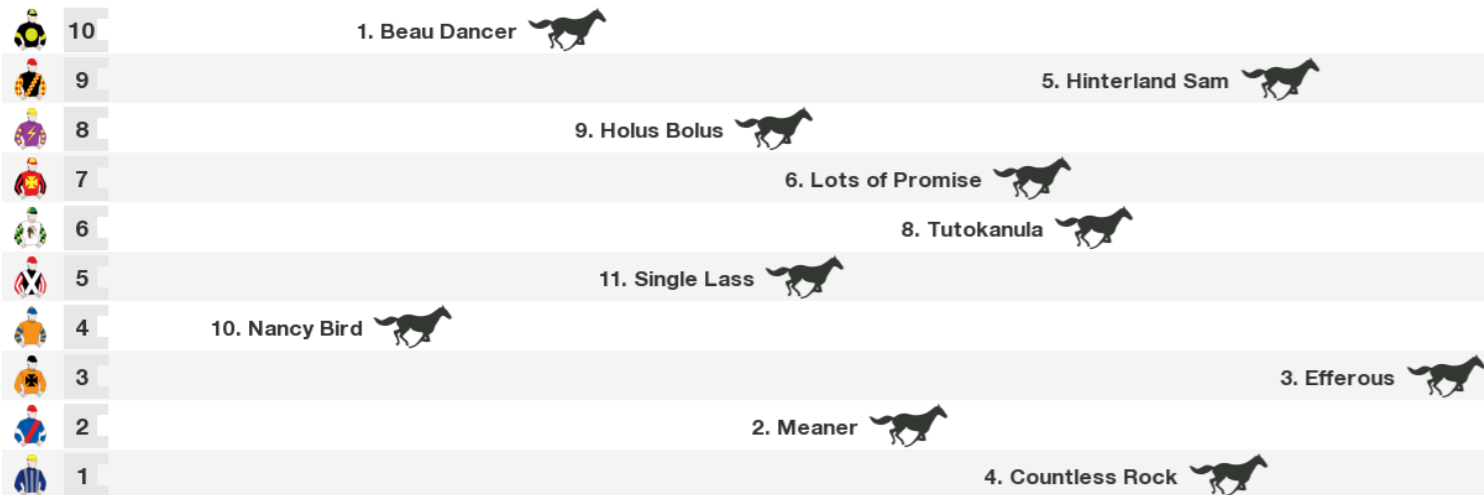 10 1. Beau Dancer
9 5. Hinterland Sam
8 9. Holus Bolus
7 6. Lots of Promise
6 8. Tutokanula
5 11. Single Lass
4 10. Nancy Bird
3 3. Efferous
2 2. Meaner
1 4. Countless Rock